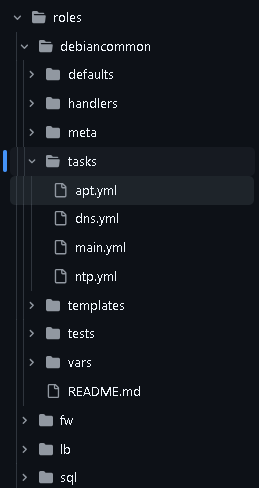 roles
debiancommon
defaults
handlers
meta
tasks
apt.yml
dns.yml
main.yml
ntp.yml
templates
tests
vars
README.md
fw
lb
sql